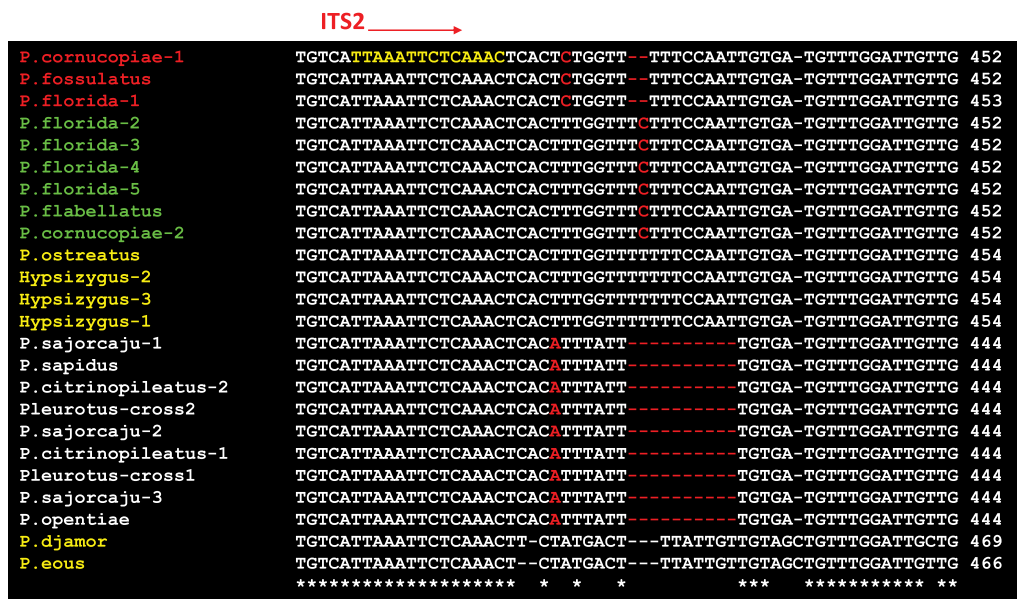 ITS2
P.cornucopiae-1 TGTCATTAAATTCTCAAACTCACTCTGGTT--TTTCCAATTGTGA-TGTTTGGATTGTTG 452
P.fossulatus TGTCATTAAATTCTCAAACTCACTCTGGTT--TTTCCAATTGTGA-TGTTTGGATTGTTG 452
P.florida-1 TGTCATTAAATTCTCAAACTCACTCTGGTT--TTTCCAATTGTGA-TGTTTGGATTGTTG 453
P.florida-2 TGTCATTAAATTCTCAAACTCACTTTGGTTTCTTTCCAATTGTGA-TGTTTGGATTGTTG 452
P.florida-3 TGTCATTAAATTCTCAAACTCACTTTGGTTTCTTTCCAATTGTGA-TGTTTGGATTGTTG 452
P.florida-4 TGTCATTAAATTCTCAAACTCACTTTGGTTTCTTTCCAATTGTGA-TGTTTGGATTGTTG 452
P.florida-5 TGTCATTAAATTCTCAAACTCACTTTGGTTTCTTTCCAATTGTGA-TGTTTGGATTGTTG 452
P.flabellatus TGTCATTAAATTCTCAAACTCACTTTGGTTTCTTTCCAATTGTGA-TGTTTGGATTGTTG 452
P.cornucopiae-2 TGTCATTAAATTCTCAAACTCACTTTGGTTTCTTTCCAATTGTGA-TGTTTGGATTGTTG 452
P.ostreatus TGTCATTAAATTCTCAAACTCACTTTGGTTTTTTTCCAATTGTGA-TGTTTGGATTGTTG 454
Hypsizygus-2 TGTCATTAAATTCTCAAACTCACTTTGGTTTTTTTCCAATTGTGA-TGTTTGGATTGTTG 454
Hypsizygus-3 TGTCATTAAATTCTCAAACTCACTTTGGTTTTTTTCCAATTGTGA-TGTTTGGATTGTTG 454
Hypsizygus-1 TGTCATTAAATTCTCAAACTCACTTTGGTTTTTTTCCAATTGTGA-TGTTTGGATTGTTG 454
P.sajorcaju-1 TGTCATTAAATTCTCAAACTCACATTTATT----------TGTGA-TGTTTGGATTGTTG 444
P.sapidus TGTCATTAAATTCTCAAACTCACATTTATT----------TGTGA-TGTTTGGATTGTTG 444
P.citrinopileatus-2 TGTCATTAAATTCTCAAACTCACATTTATT----------TGTGA-TGTTTGGATTGTTG 444
Pleurotus-cross2 TGTCATTAAATTCTCAAACTCACATTTATT----------TGTGA-TGTTTGGATTGTTG 444
P.sajorcaju-2 TGTCATTAAATTCTCAAACTCACATTTATT----------TGTGA-TGTTTGGATTGTTG 444
P.citrinopileatus-1 TGTCATTAAATTCTCAAACTCACATTTATT----------TGTGA-TGTTTGGATTGTTG 444
Pleurotus-cross1 TGTCATTAAATTCTCAAACTCACATTTATT----------TGTGA-TGTTTGGATTGTTG 444
P.sajorcaju-3 TGTCATTAAATTCTCAAACTCACATTTATT----------TGTGA-TGTTTGGATTGTTG 444
P.opentiae TGTCATTAAATTCTCAAACTCACATTTATT----------TGTGA-TGTTTGGATTGTTG 444
P.djamor TGTCATTAAATTCTCAAACTT-CTATGACT---TTATTGTTGTAGCTGTTTGGATTGCTG 469
P.eous TGTCATTAAATTCTCAAACT--CTATGACT---TTATTGTTGTAGCTGTTTGGATTGTTG 466
********************  *  *   *          ***   *********** **